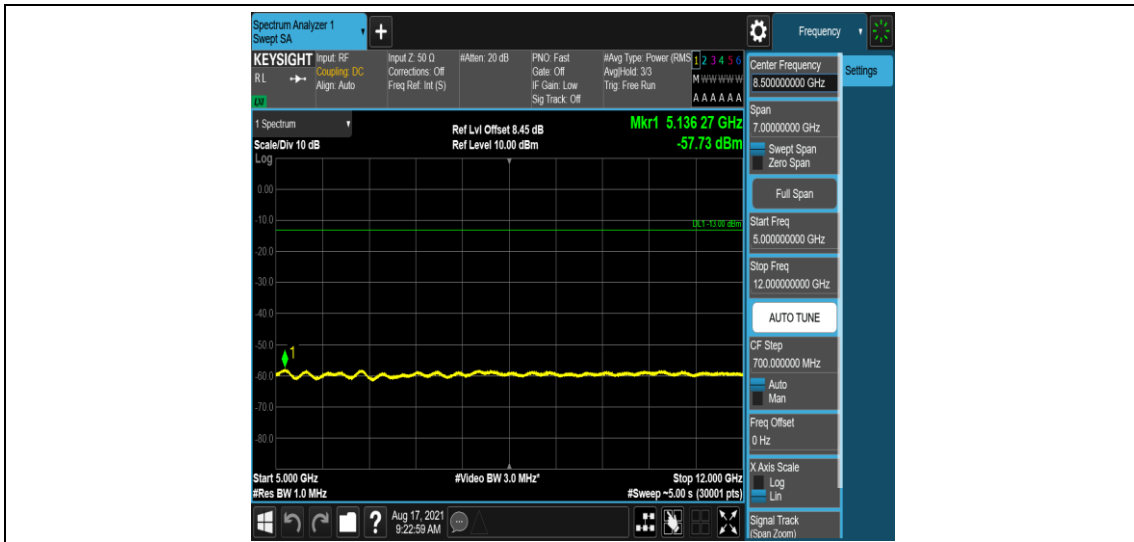 Spectrum Analyzer 1
Swept SA
+
Frequency
KEYSIGHT
RL
LM
Input: RF
Coupling: DC
Align: Auto
Input Z: 50 Ω
Corrections: Off
Freq Ref: Int (S)
#Atten: 20 dB
PNO: Fast
Gate: Off
IF Gain: Low
Sig Track: Off
#Avg Type: Power (RMS
Avg|Hold: 3/3
Trig: Free Run
1 2 3 4 5 6
M W W W W W
A A A A A A
1 Spectrum
Scale/Div 10 dB
Ref Lvl Offset 8.45 dB
Ref Level 10.00 dBm
Mkr1 5.136 27 GHz
-57.73 dBm
Log
0.00
-10.0
DL1 -13.00 dBm
-20.0
-30.0
-40.0
-50.0
1
-60.0
-70.0
-80.0
Start 5.000 GHz
#Res BW 1.0 MHz
#Video BW 3.0 MHz*
Stop 12.000 GHz
#Sweep ~5.00 s (30001 pts)
Aug 17, 2021
9:22:59 AM
Center Frequency
8.500000000 GHz
Settings
Span
7.00000000 GHz
Swept Span
Zero Span
Full Span
Start Freq
5.000000000 GHz
Stop Freq
12.000000000 GHz
AUTO TUNE
CF Step
700.000000 MHz
Auto
Man
Freq Offset
0 Hz
X Axis Scale
Log
Lin
Signal Track
(Span Zoom)